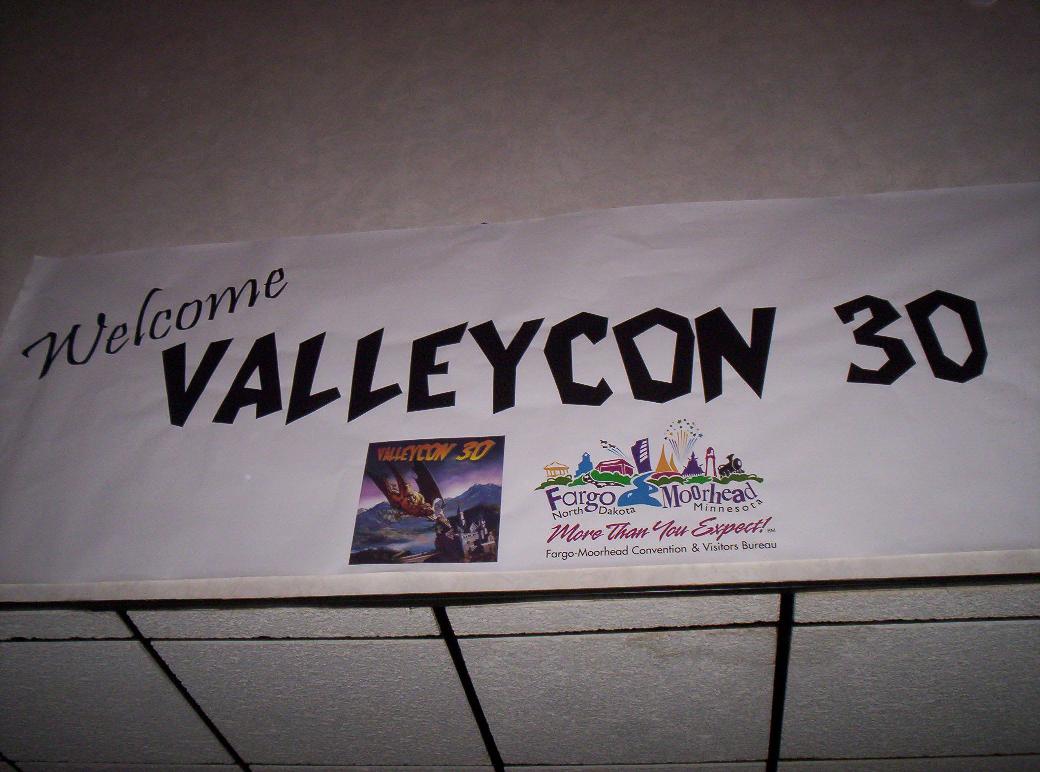 Welcome
VALLEYCON 30
VALLEYCON 30
Fargo Moorhead
North Dakota Minnesota
More Than You Expect!
Fargo-Moorhead Convention & Visitors Bureau